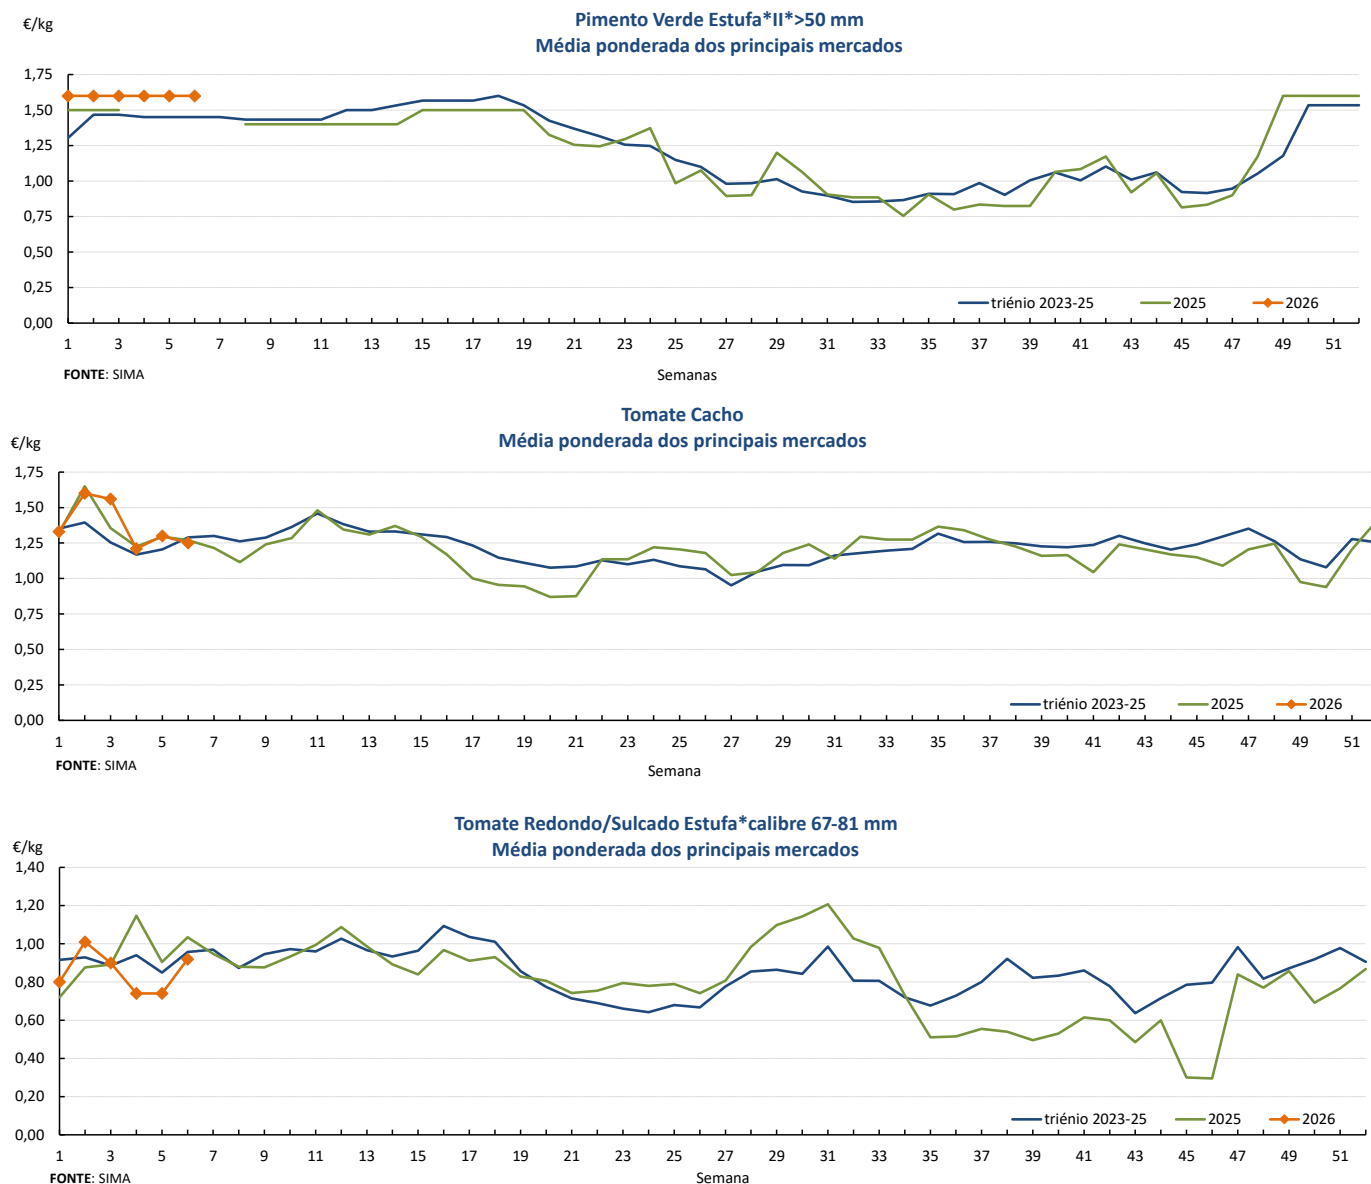 Pimento Verde Estufa*II*>50 mm
Média ponderada dos principais mercados
€/kg
1,75
1,50
1,25
1,00
0,75
0,50
0,25
0,00
triénio 2023-25 2025 2026
1 3 5 7 9 11 13 15 17 19 21 23 25 27 29 31 33 35 37 39 41 43 45 47 49 51
FONTE: SIMA
Semanas
Tomate Cacho
Média ponderada dos principais mercados
€/kg
1,75
1,50
1,25
1,00
0,75
0,50
0,25
0,00
triénio 2023-25 2025 2026
1 3 5 7 9 11 13 15 17 19 21 23 25 27 29 31 33 35 37 39 41 43 45 47 49 51
FONTE: SIMA
Semana
Tomate Redondo/Sulcado Estufa*calibre 67-81 mm
Média ponderada dos principais mercados
€/kg
1,40
1,20
1,00
0,80
0,60
0,40
0,20
0,00
triénio 2023-25 2025 2026
1 3 5 7 9 11 13 15 17 19 21 23 25 27 29 31 33 35 37 39 41 43 45 47 49 51
FONTE: SIMA
Semana